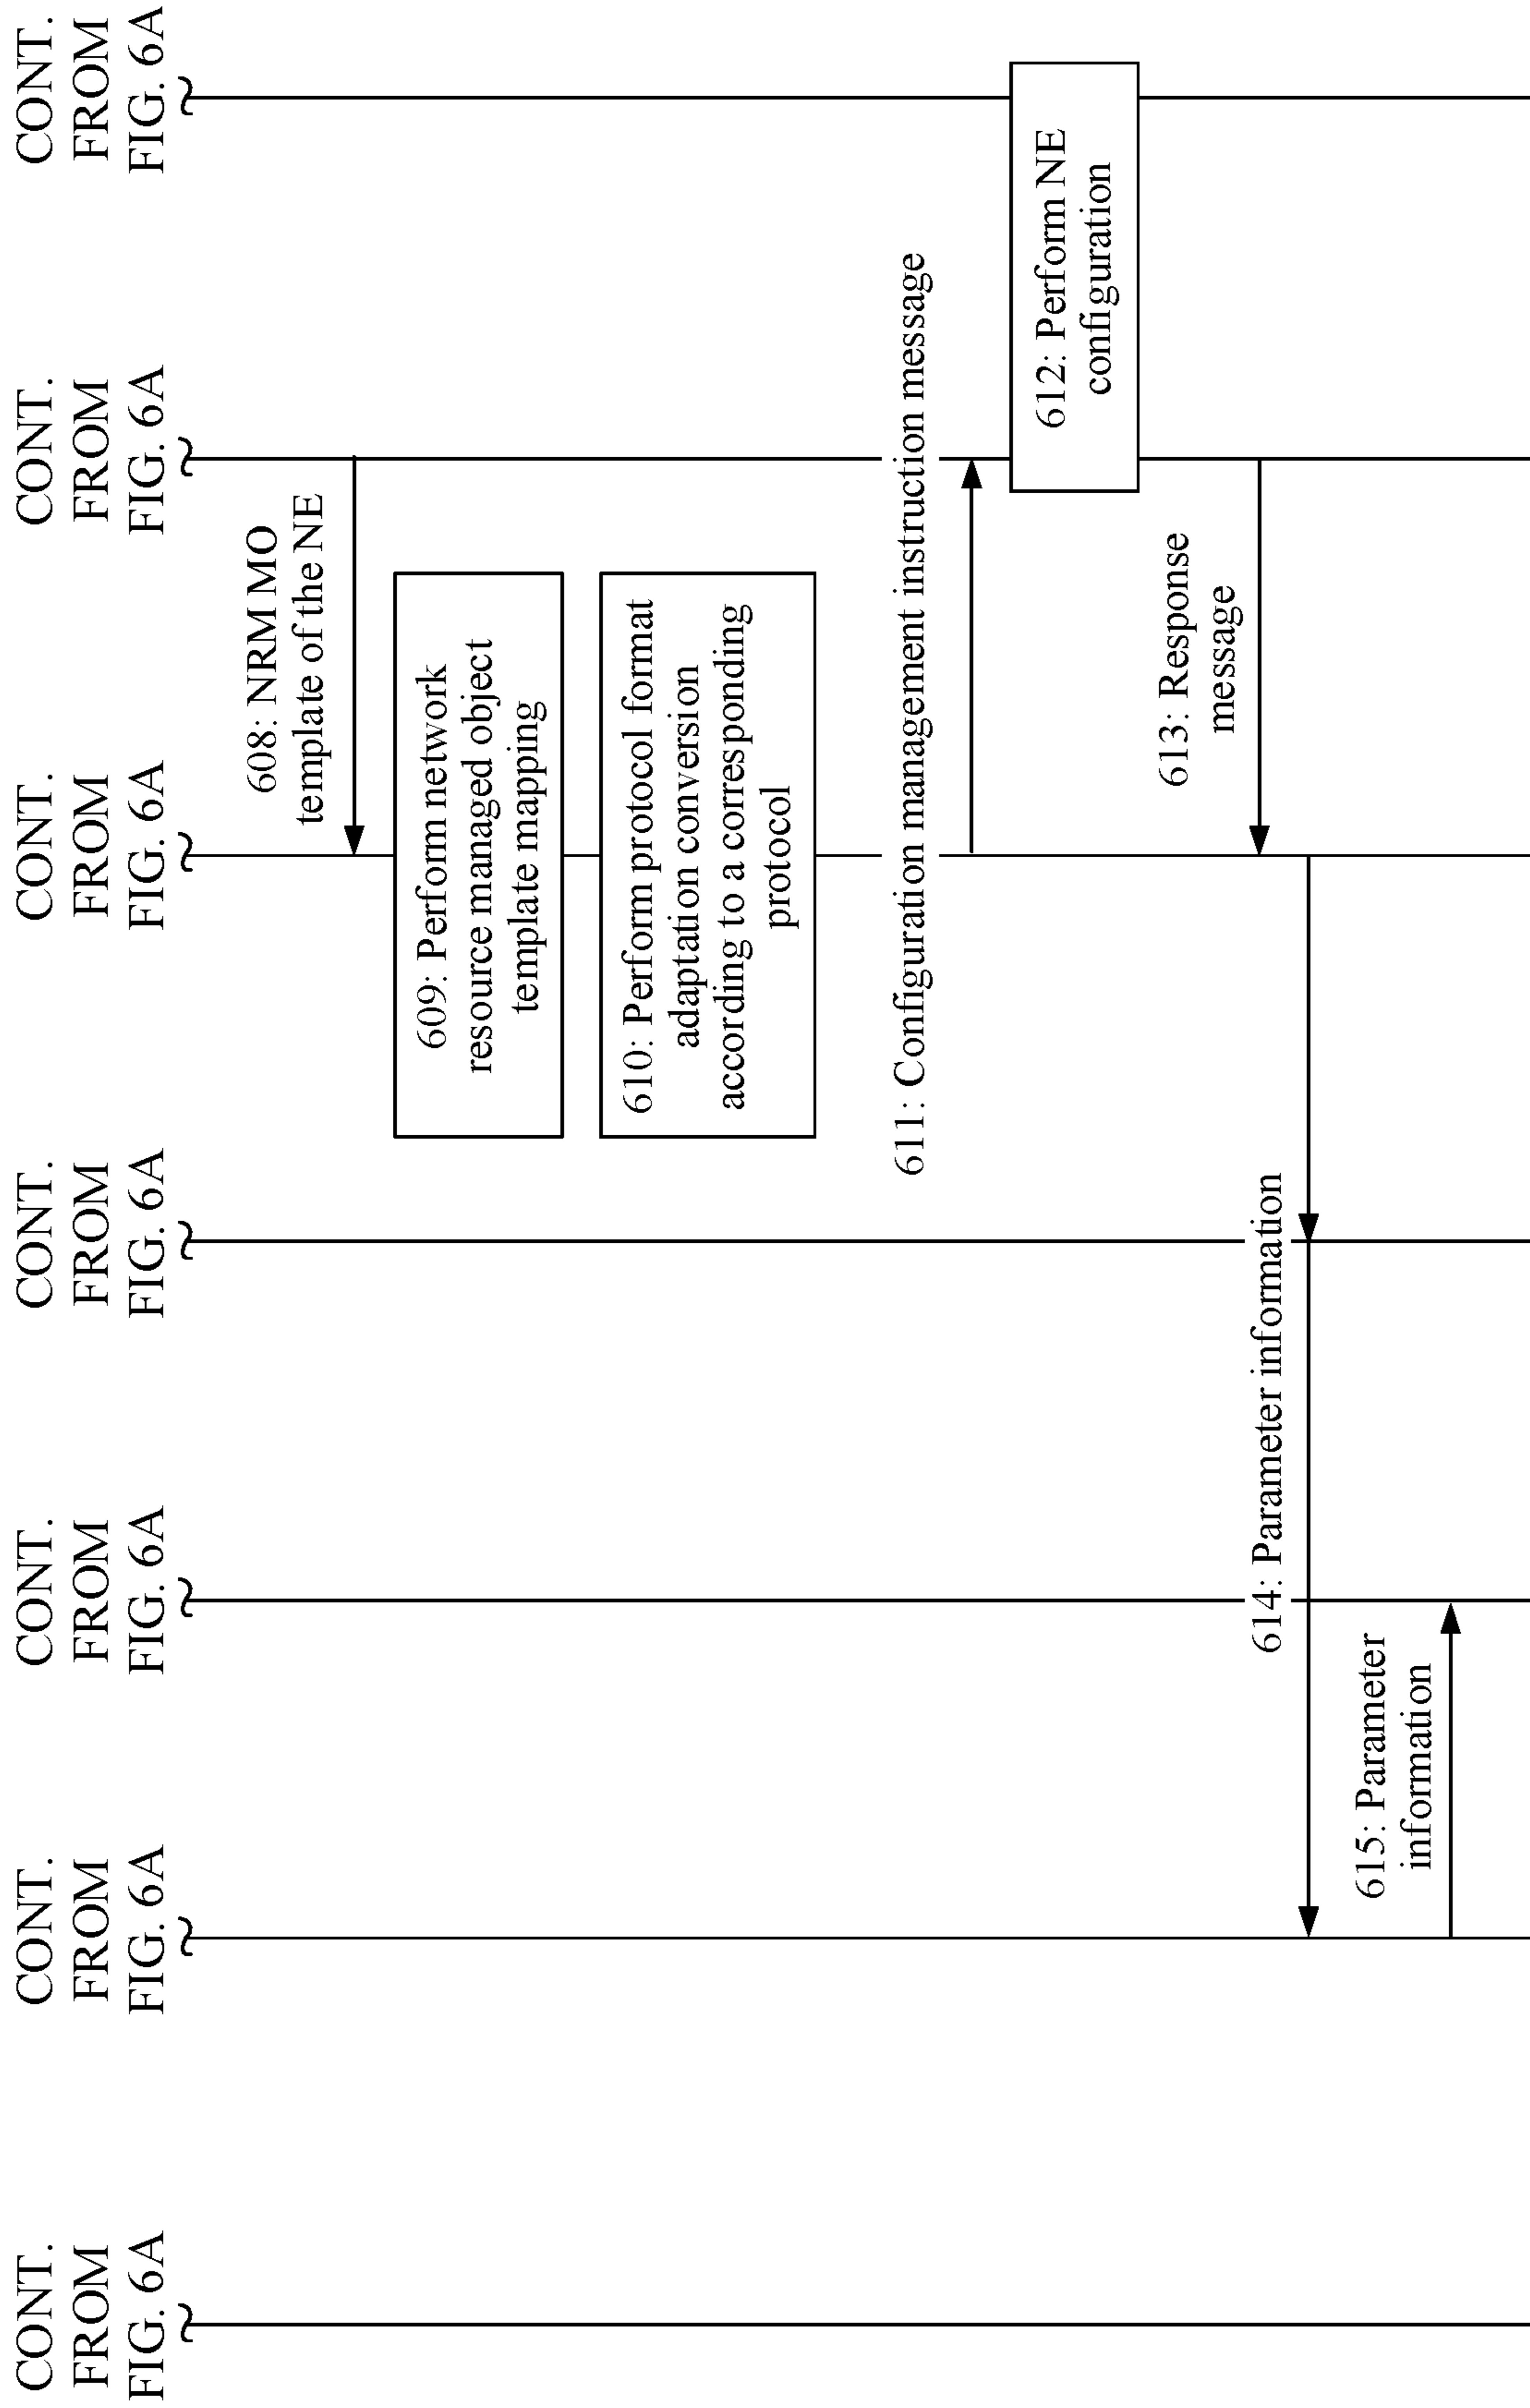 CONT.
FROM
FIG. 6A
CONT.
FROM
FIG. 6A
CONT.
FROM
FIG. 6A
CONT.
FROM
FIG. 6A
CONT.
FROM
FIG. 6A
CONT.
FROM
FIG. 6A
CONT.
FROM
FIG. 6A
608: NRM MO
template of the NE
609: Perform network
resource managed object
template mapping
610: Perform protocol format
adaptation conversion
according to a corresponding
protocol
611: Configuration management instruction message
612: Perform NE
configuration
613: Response
message
614: Parameter information
615: Parameter
information